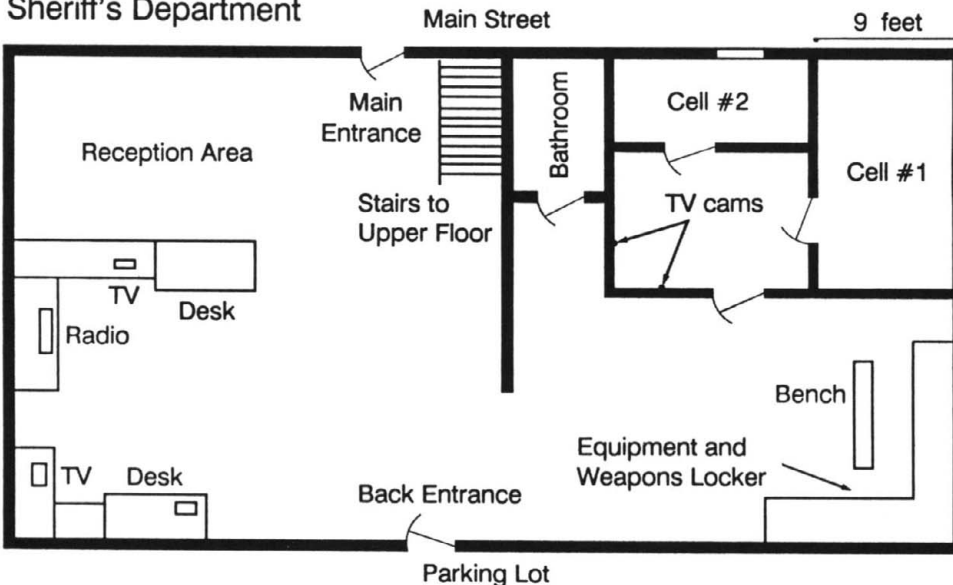 Sheriff's Department
Main Street
9 feet
Main
Entrance
Bathroom
Cell #2
Reception Area
Cell #1
Stairs to
Upper Floor
TV cams
TV
Desk
Radio
Bench
Equipment and
Weapons Locker
TV
Desk
Back Entrance
Parking Lot